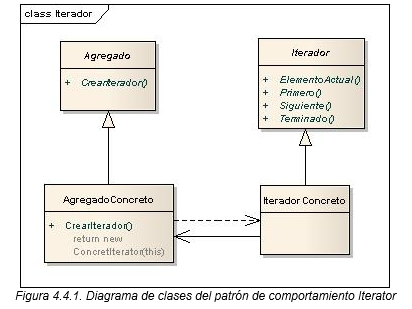 class Iterador
Agregado
+ CrearIterador()
Iterador
+ ElementoActual()
+ Primero()
+ Siguiente()
+ Terminado()
AgregadoConcreto
+ CrearIterador()
return new
ConcretIterator(this)
Iterador Concreto
Figura 4.4.1. Diagrama de clases del patrón de comportamiento Iterator